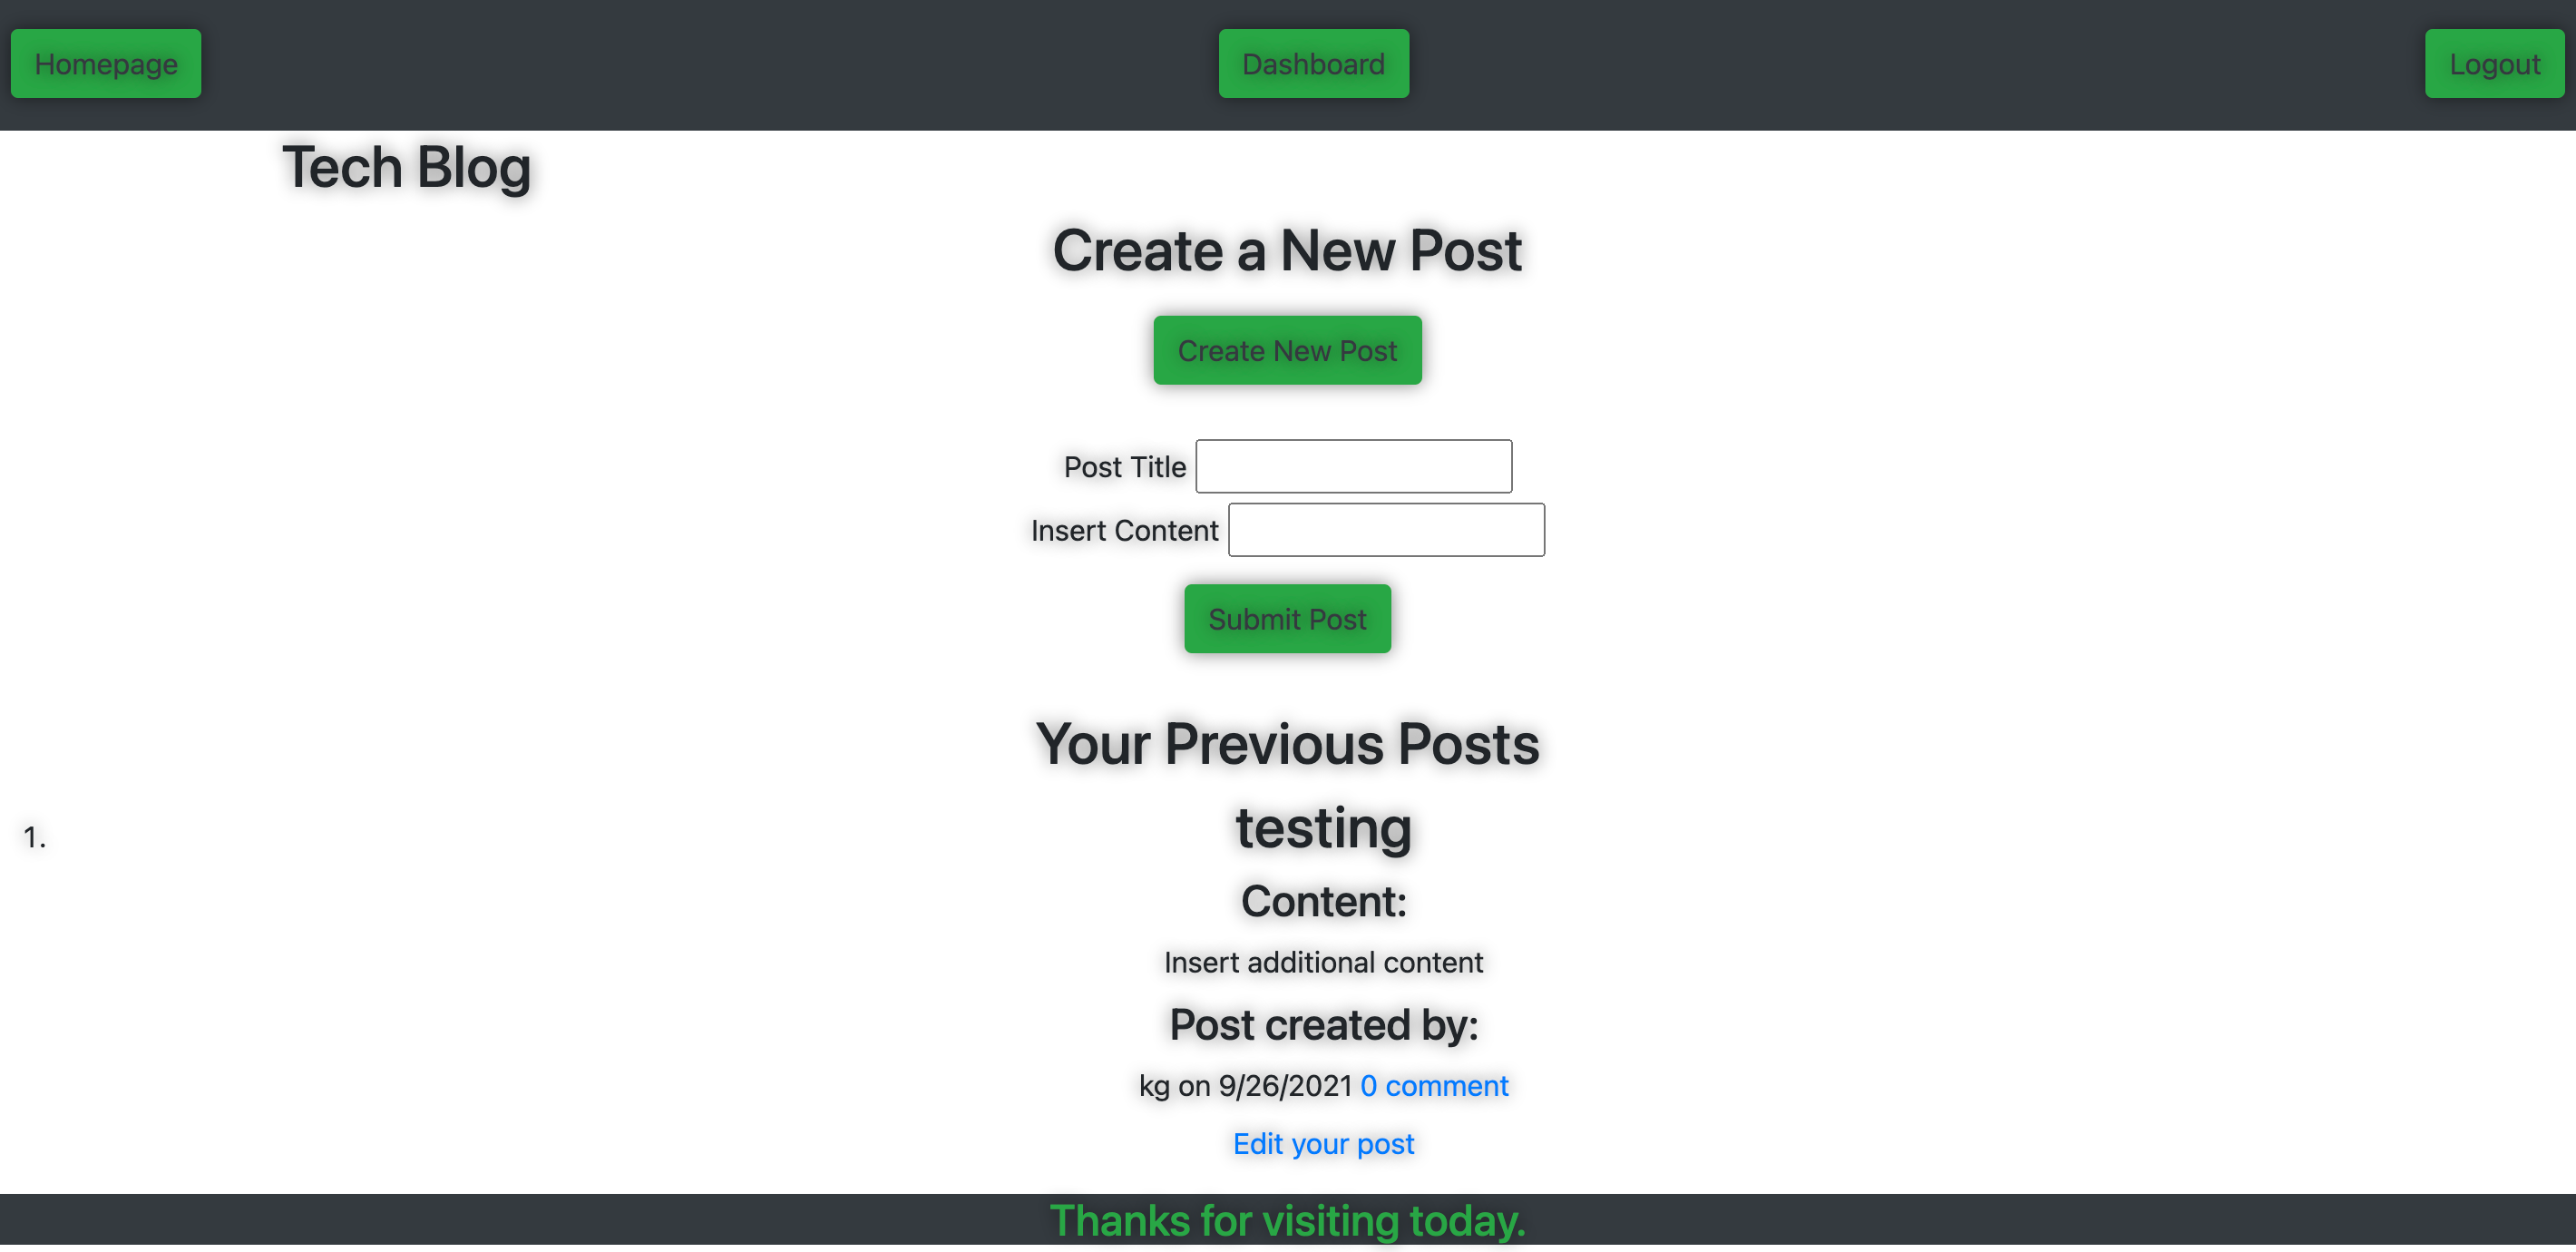 Homepage Dashboard Logout
Tech Blog
Create a New Post
Create New Post
Post Title
Insert Content
Submit Post
Your Previous Posts
1. testing
Content:
Insert additional content
Post created by:
kg on 9/26/2021 0 comment
Edit your post
Thanks for visiting today.